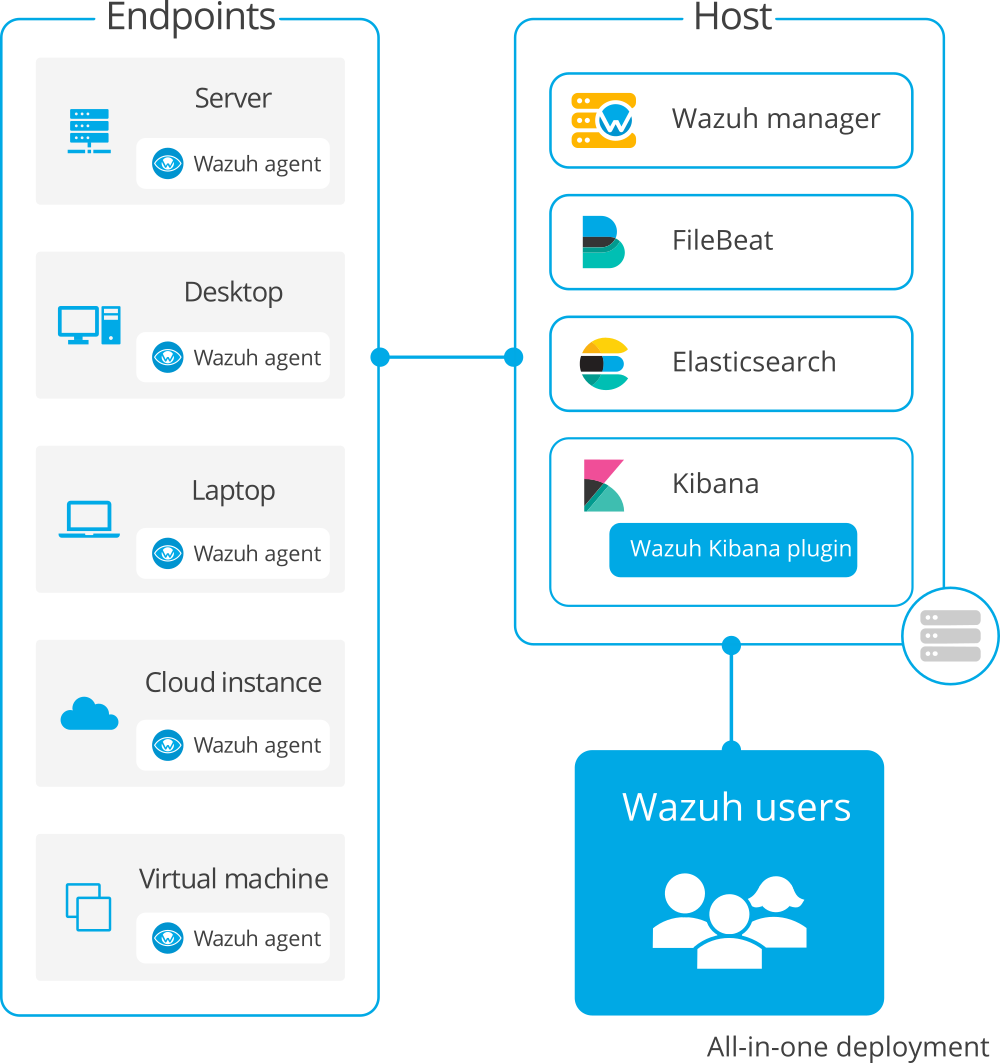 Endpoints
Server
Wazuh agent
Desktop
Wazuh agent
Laptop
Wazuh agent
Cloud instance
Wazuh agent
Virtual machine
Wazuh agent
Host
Wazuh manager
FileBeat
Elasticsearch
Kibana
Wazuh Kibana plugin
Wazuh users
All-in-one deployment